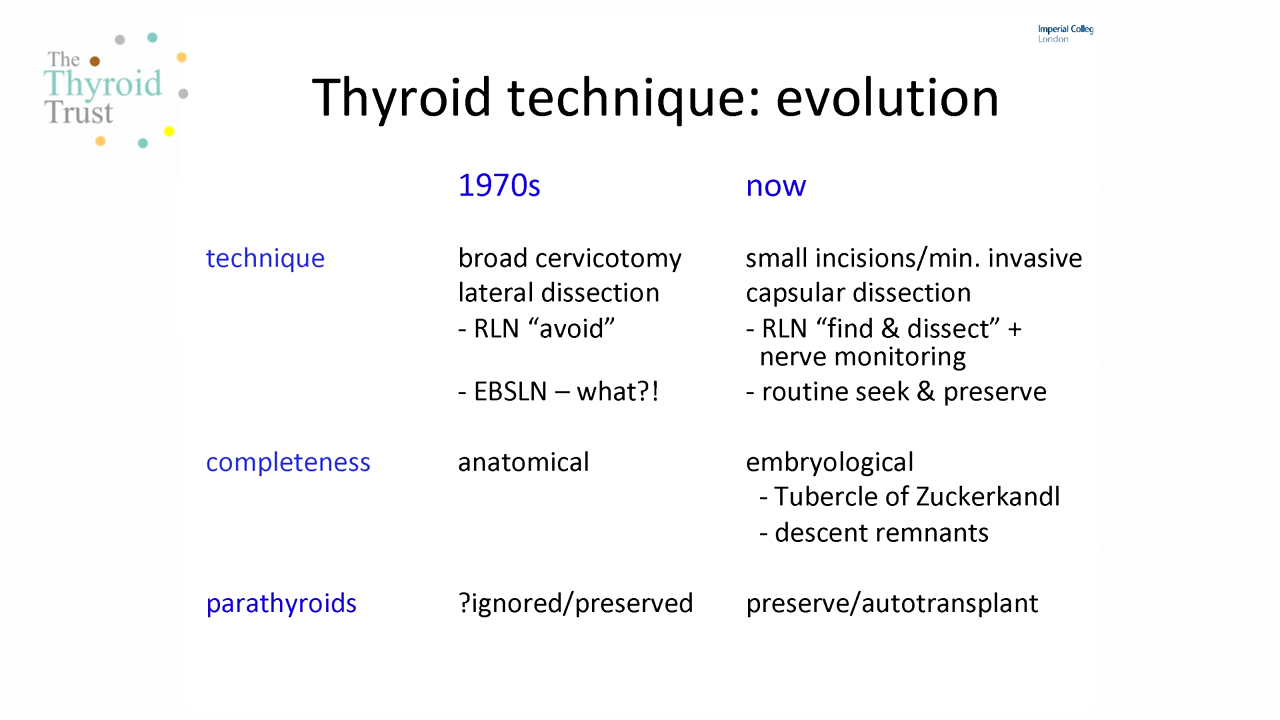 The
Thyroid
Trust
Imperial Colleg
London
Thyroid technique: evolution
1970s now
technique broad cervicotomy small incisions/min. invasive
lateral dissection capsular dissection
- RLN “avoid” - RLN “find & dissect” +
nerve monitoring
- EBSLN – what?! - routine seek & preserve
completeness anatomical embryological
- Tubercle of Zuckerkandl
- descent remnants
parathyroids ?ignored/preserved preserve/autotransplant